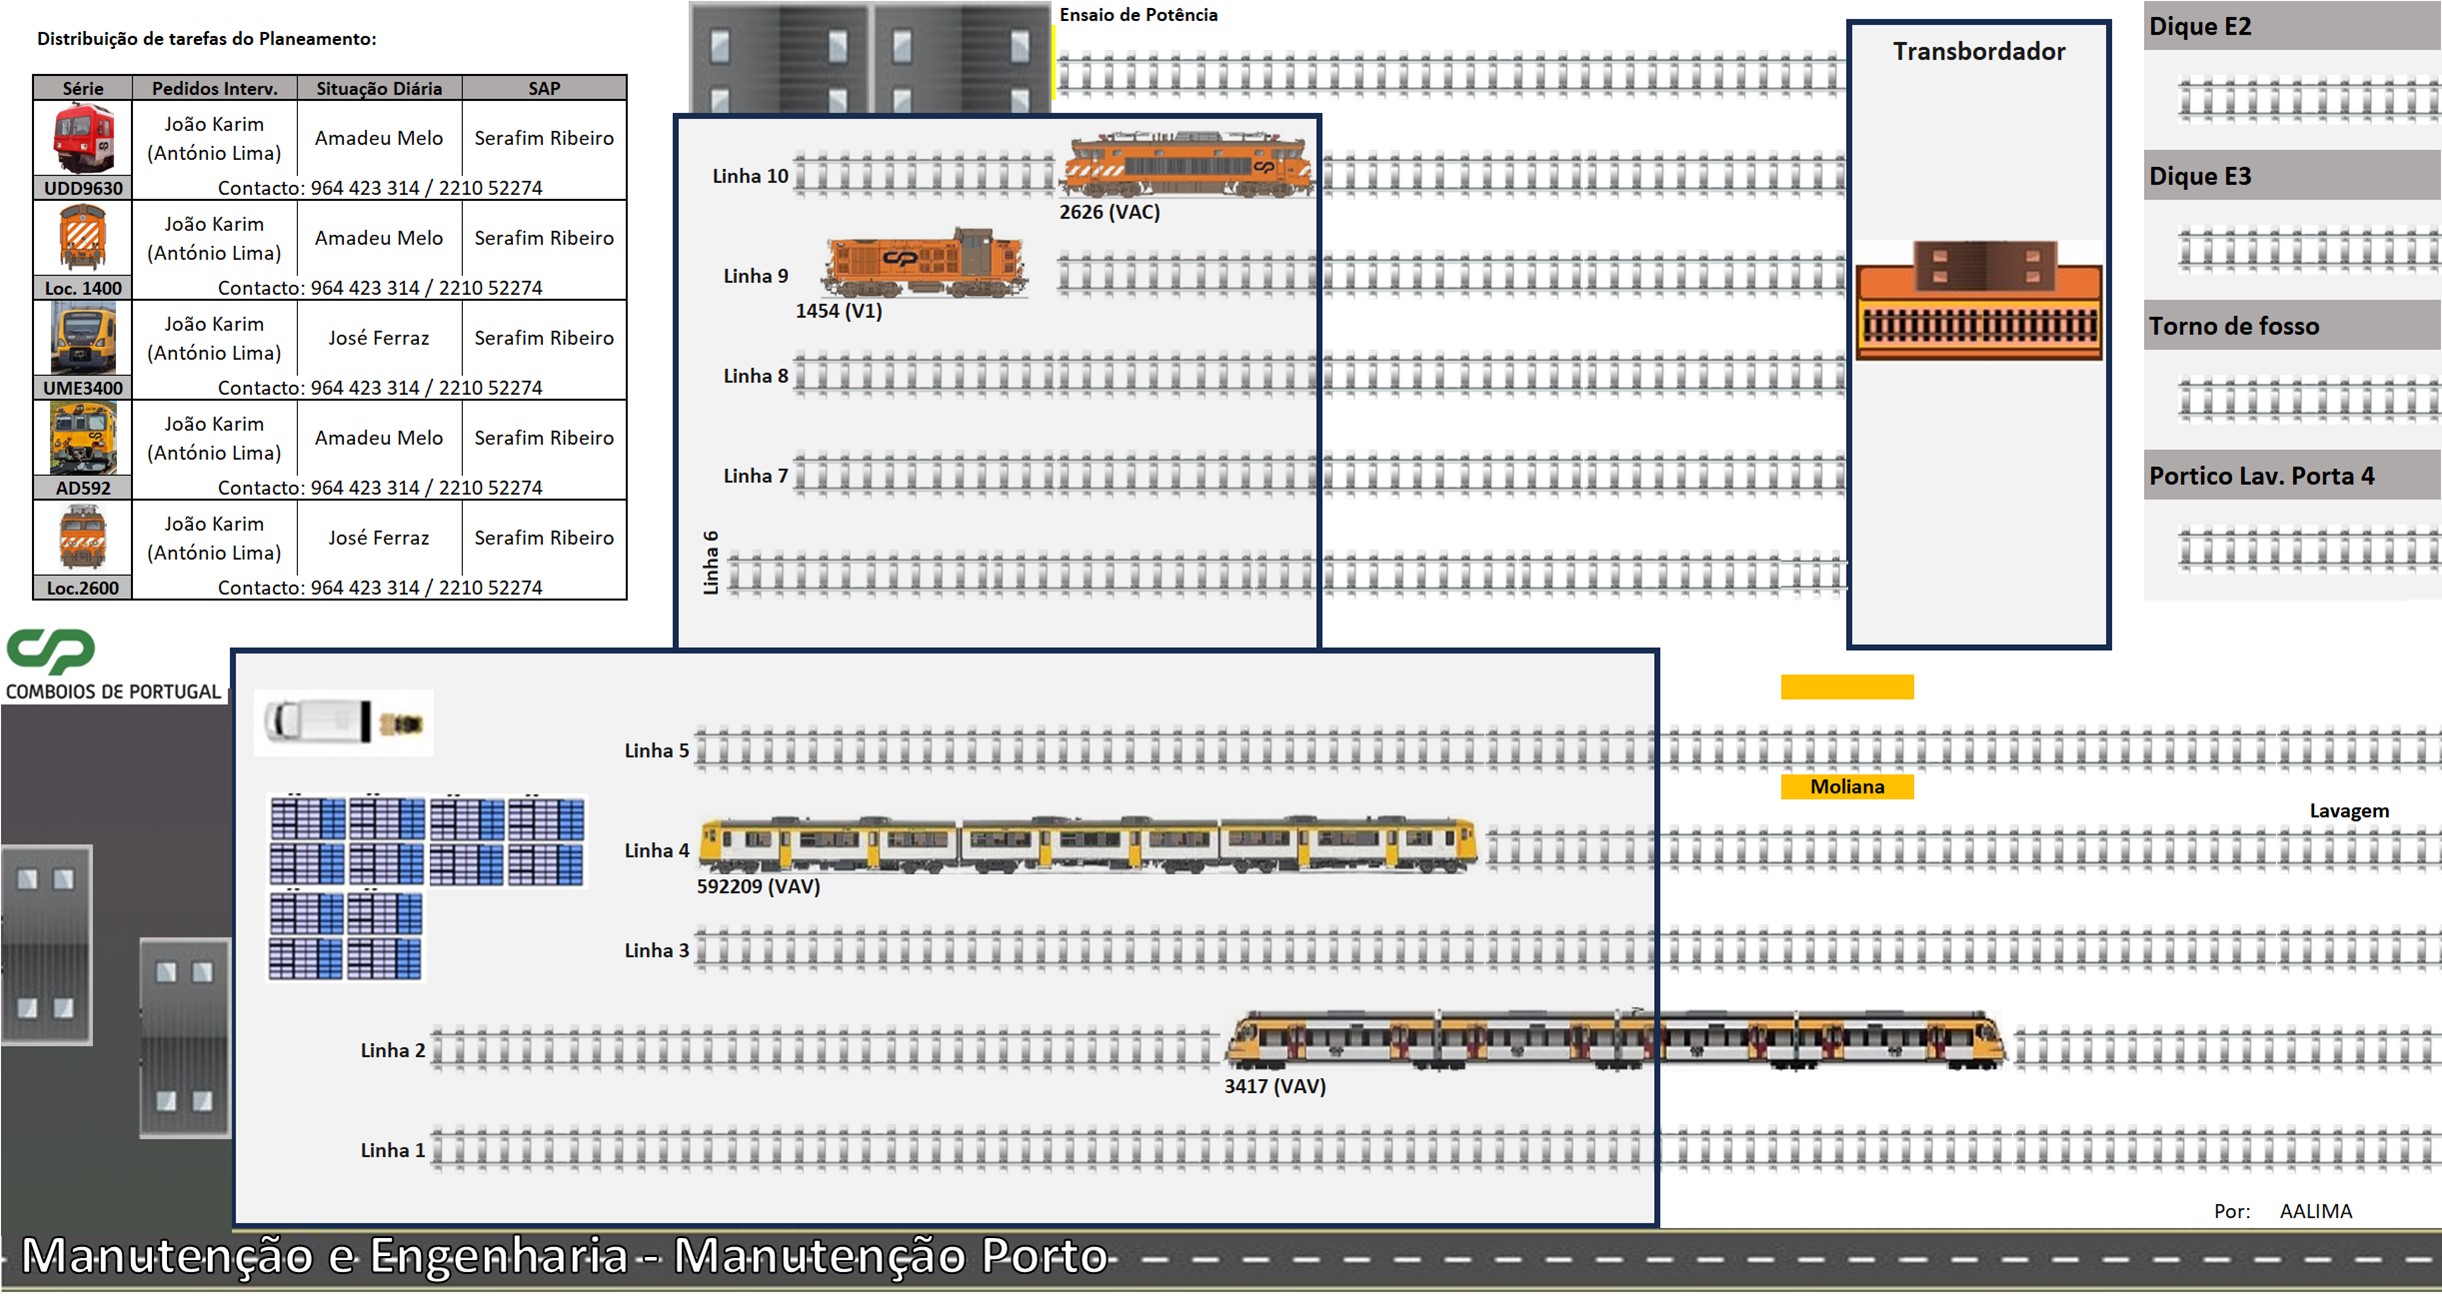 Distribuição de tarefas do Planeamento:
Série Pedidos Interv. Situação Diária SAP
João Karim
(António Lima) Amadeu Melo Serafim Ribeiro
UDD9630 Contacto: 964 423 314 / 2210 52274
João Karim
(António Lima) Amadeu Melo Serafim Ribeiro
Loc. 1400 Contacto: 964 423 314 / 2210 52274
João Karim
(António Lima) José Ferraz Serafim Ribeiro
UME3400 Contacto: 964 423 314 / 2210 52274
João Karim
(António Lima) Amadeu Melo Serafim Ribeiro
AD592 Contacto: 964 423 314 / 2210 52274
João Karim
(António Lima) José Ferraz Serafim Ribeiro
Loc.2600 Contacto: 964 423 314 / 2210 52274
CP
COMBOIOS DE PORTUGAL
Ensaio de Potência
Linha 10
CP
2626 (VAC)
Linha 9
CP
1454 (V1)
Linha 8
Linha 7
Linha 6
Transbordador
Dique E2
Dique E3
Torno de fosso
Portico Lav. Porta 4
Linha 5
Moliana
Lavagem
Linha 4
592209 (VAV)
Linha 3
Linha 2
3417 (VAV)
Linha 1
Por: AALIMA
Manutenção e Engenharia - Manutenção Porto